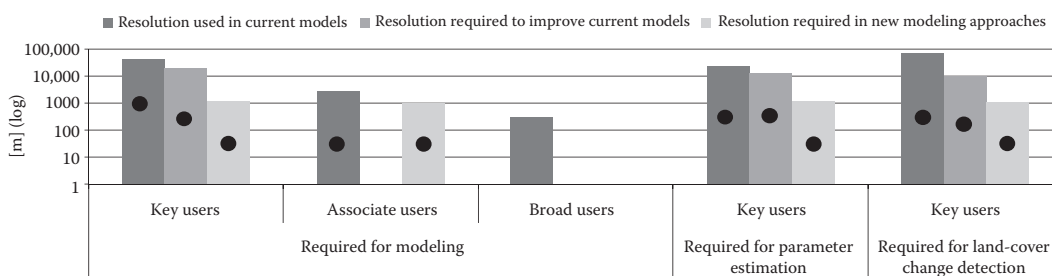 Resolution used in current models Resolution required to improve current models Resolution required in new modeling approaches
100,000
10,000
1000
100
10
1
[m] (log)
Key users Associate users Broad users Key users Key users
Required for modeling Required for parameter estimation Required for land-cover change detection